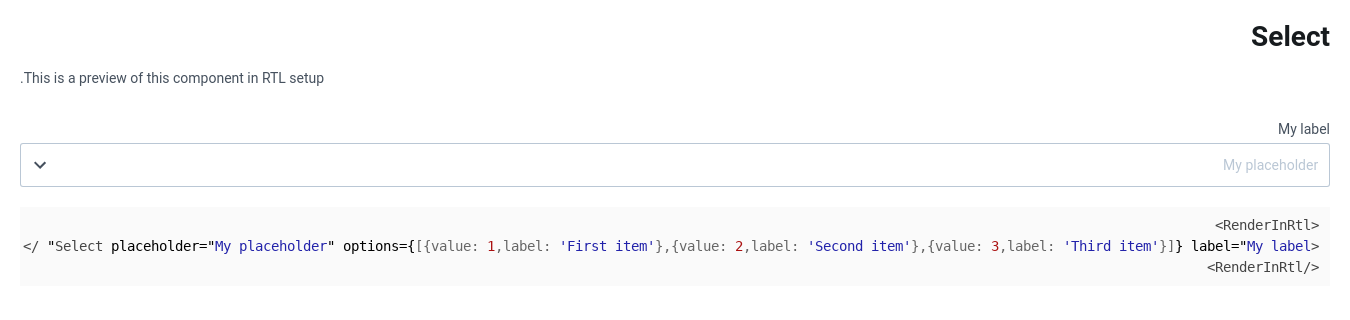 Select
.This is a preview of this component in RTL setup
My label
My placeholder
<RenderInRtl>
</ "Select placeholder="My placeholder" options={[{value: 1,label: 'First item'},{value: 2,label: 'Second item'},{value: 3,label: 'Third item'}]} label="My label>
<RenderInRtl/>